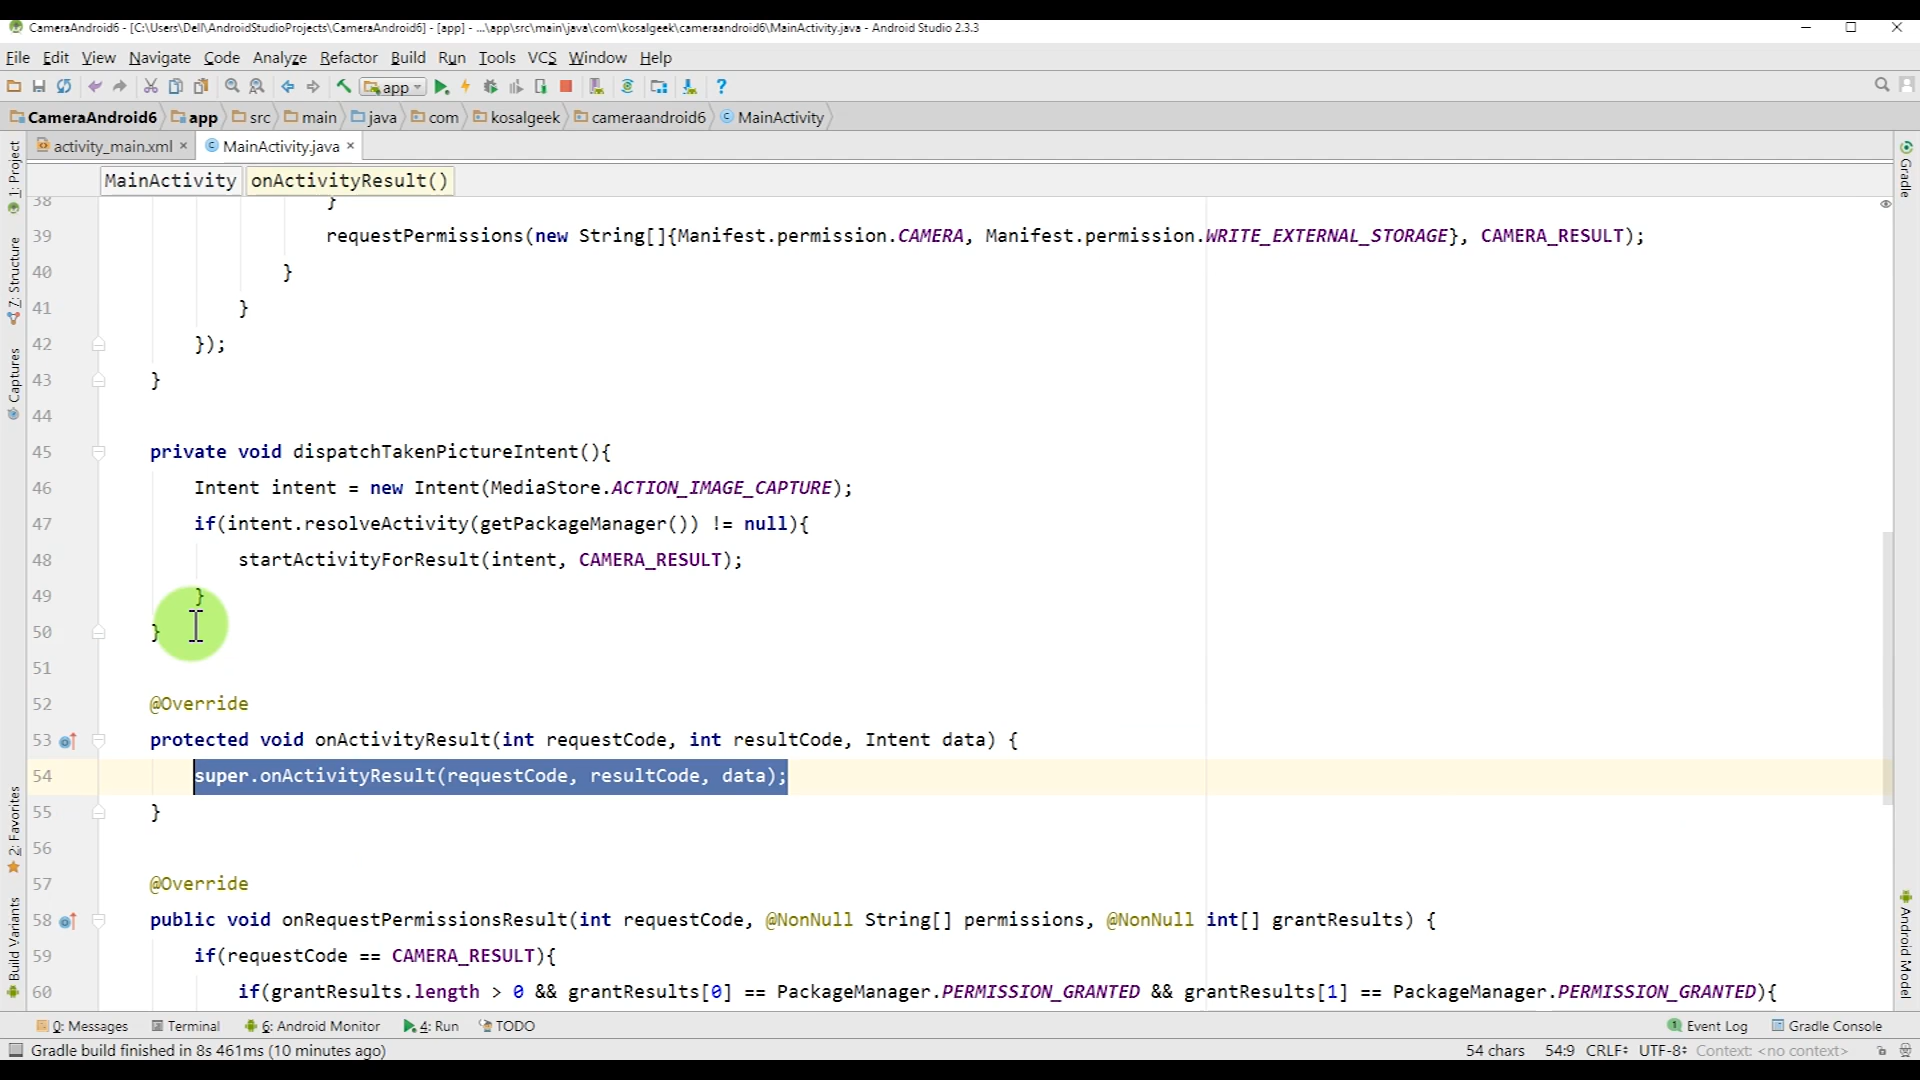 CameraAndroid6 - [C:\Users\Dell\AndroidStudioProjects\CameraAndroid6] - [app] - ...\app\src\main\java\com\kosalgeek\cameraandroid6\MainActivity.java - Android Studio 2.3.3
File Edit View Navigate Code Analyze Refactor Build Run Tools VCS Window Help
app
CameraAndroid6 app src main java com kosalgeek cameraandroid6 MainActivity
activity_main.xml MainActivity.java
MainActivity onActivityResult()
1: Project
7: Structure
Captures
2: Favorites
Build Variants
Gradle
Android Model
38 }
39 requestPermissions(new String[]{Manifest.permission.CAMERA, Manifest.permission.WRITE_EXTERNAL_STORAGE}, CAMERA_RESULT);
40 }
41 }
42 });
43 }
44
45 private void dispatchTakenPictureIntent(){
46 Intent intent = new Intent(MediaStore.ACTION_IMAGE_CAPTURE);
47 if(intent.resolveActivity(getPackageManager()) != null){
48 startActivityForResult(intent, CAMERA_RESULT);
49 }
50 }
51
52 @Override
53 protected void onActivityResult(int requestCode, int resultCode, Intent data) {
54 super.onActivityResult(requestCode, resultCode, data);
55 }
56
57 @Override
58 public void onRequestPermissionsResult(int requestCode, @NonNull String[] permissions, @NonNull int[] grantResults) {
59 if(requestCode == CAMERA_RESULT){
60 if(grantResults.length > 0 && grantResults[0] == PackageManager.PERMISSION_GRANTED && grantResults[1] == PackageManager.PERMISSION_GRANTED){
0: Messages Terminal 6: Android Monitor 4: Run TODO 1 Event Log Gradle Console
Gradle build finished in 8s 461ms (10 minutes ago) 54 chars 54:9 CRLF UTF-8 Context: <no context>